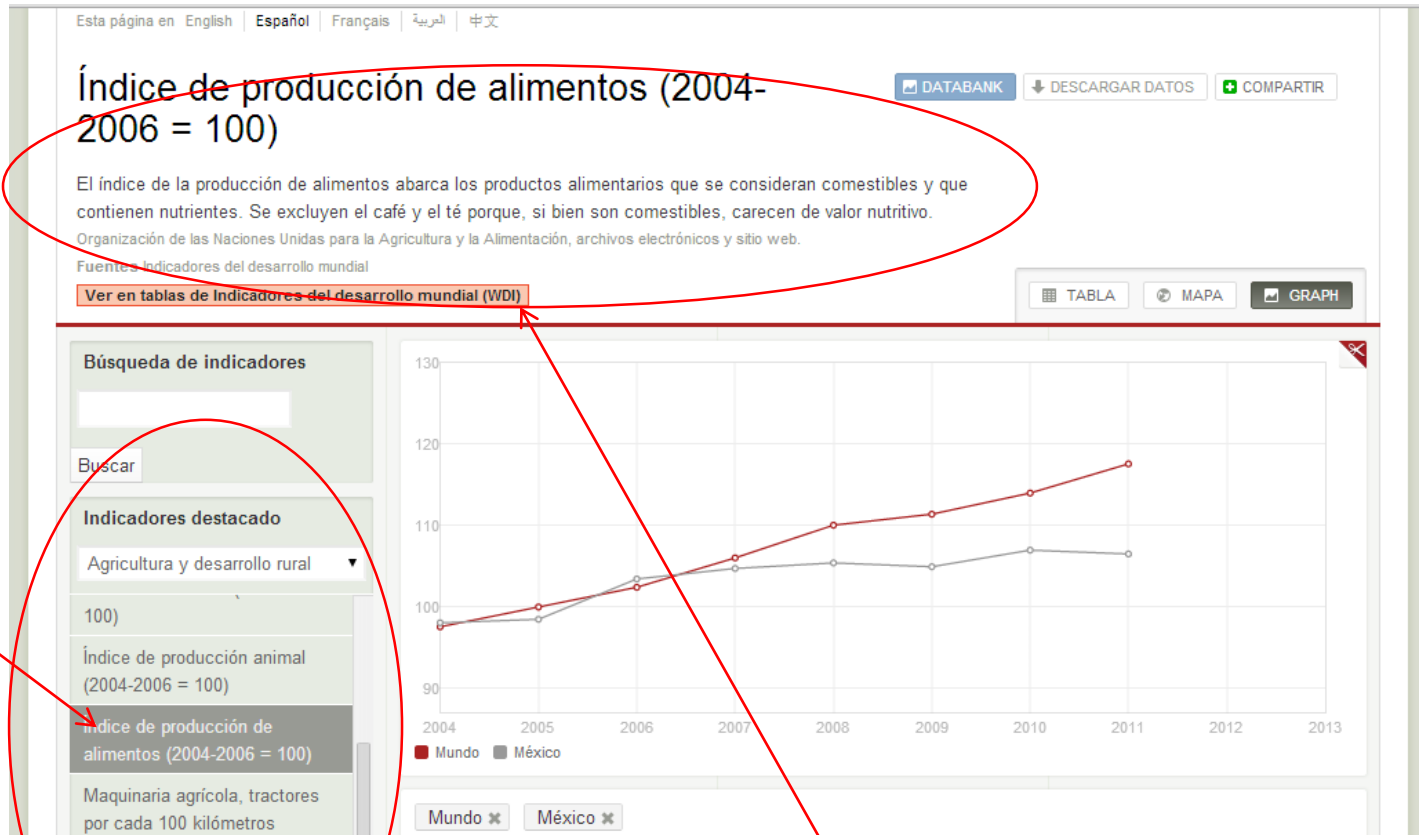 Esta página en English Español Français العربية 中文
Índice de producción de alimentos (2004-
2006 = 100)
DATABANK DESCARGAR DATOS COMPARTIR
El índice de la producción de alimentos abarca los productos alimentarios que se consideran comestibles y que
contienen nutrientes. Se excluyen el café y el té porque, si bien son comestibles, carecen de valor nutritivo.
Organización de las Naciones Unidas para la Agricultura y la Alimentación, archivos electrónicos y sitio web.
Fuentes Indicadores del desarrollo mundial
Ver en tablas de Indicadores del desarrollo mundial (WDI)
TABLA MAPA GRAPH
Búsqueda de indicadores
Buscar
Indicadores destacado
Agricultura y desarrollo rural
100)
Índice de producción animal
(2004-2006 = 100)
Índice de producción de
alimentos (2004-2006 = 100)
Maquinaria agrícola, tractores
por cada 100 kilómetros
130
120
110
100
90
2004 2005 2006 2007 2008 2009 2010 2011 2012 2013
Mundo México
Mundo México